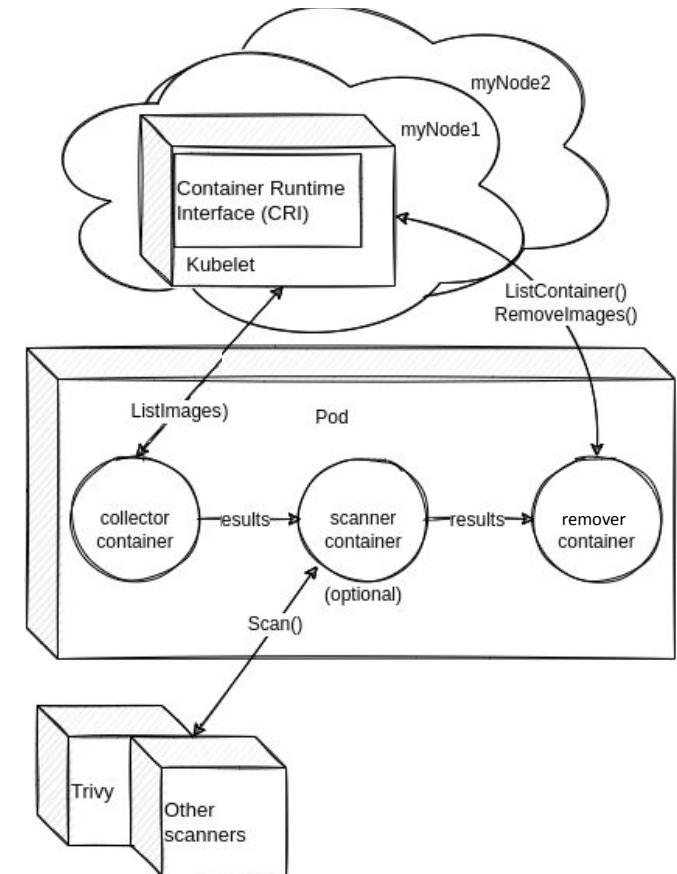 myNode2
myNode1
Container Runtime
Interface (CRI)
Kubelet
ListContainer()
RemoveImages()
ListImages)
Pod
collector
container
esults
scanner
container
results
remover
container
(optional)
Scan()
Trivy
Other
scanners